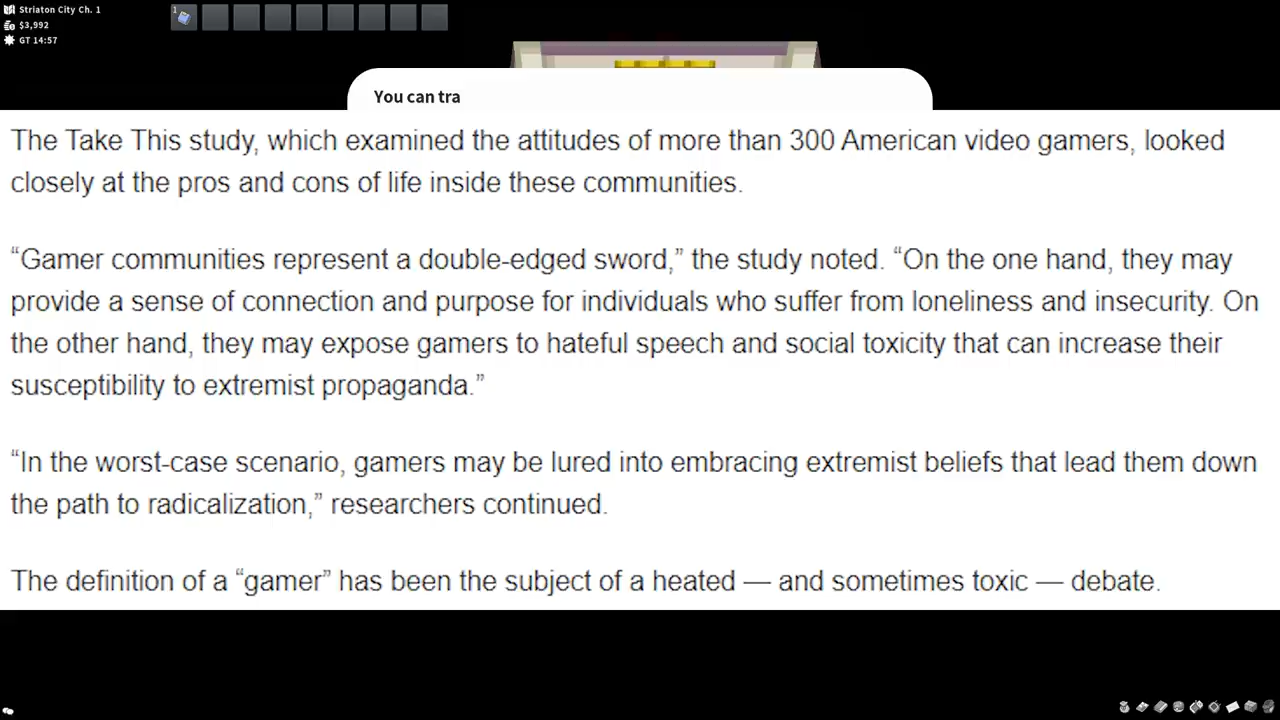 Striaton City Ch. 1
$3,992
GT 14:57
1
You can tra
The Take This study, which examined the attitudes of more than 300 American video gamers, looked
closely at the pros and cons of life inside these communities.
“Gamer communities represent a double-edged sword,” the study noted. “On the one hand, they may
provide a sense of connection and purpose for individuals who suffer from loneliness and insecurity. On
the other hand, they may expose gamers to hateful speech and social toxicity that can increase their
susceptibility to extremist propaganda.”
“In the worst-case scenario, gamers may be lured into embracing extremist beliefs that lead them down
the path to radicalization,” researchers continued.
The definition of a “gamer” has been the subject of a heated — and sometimes toxic — debate.